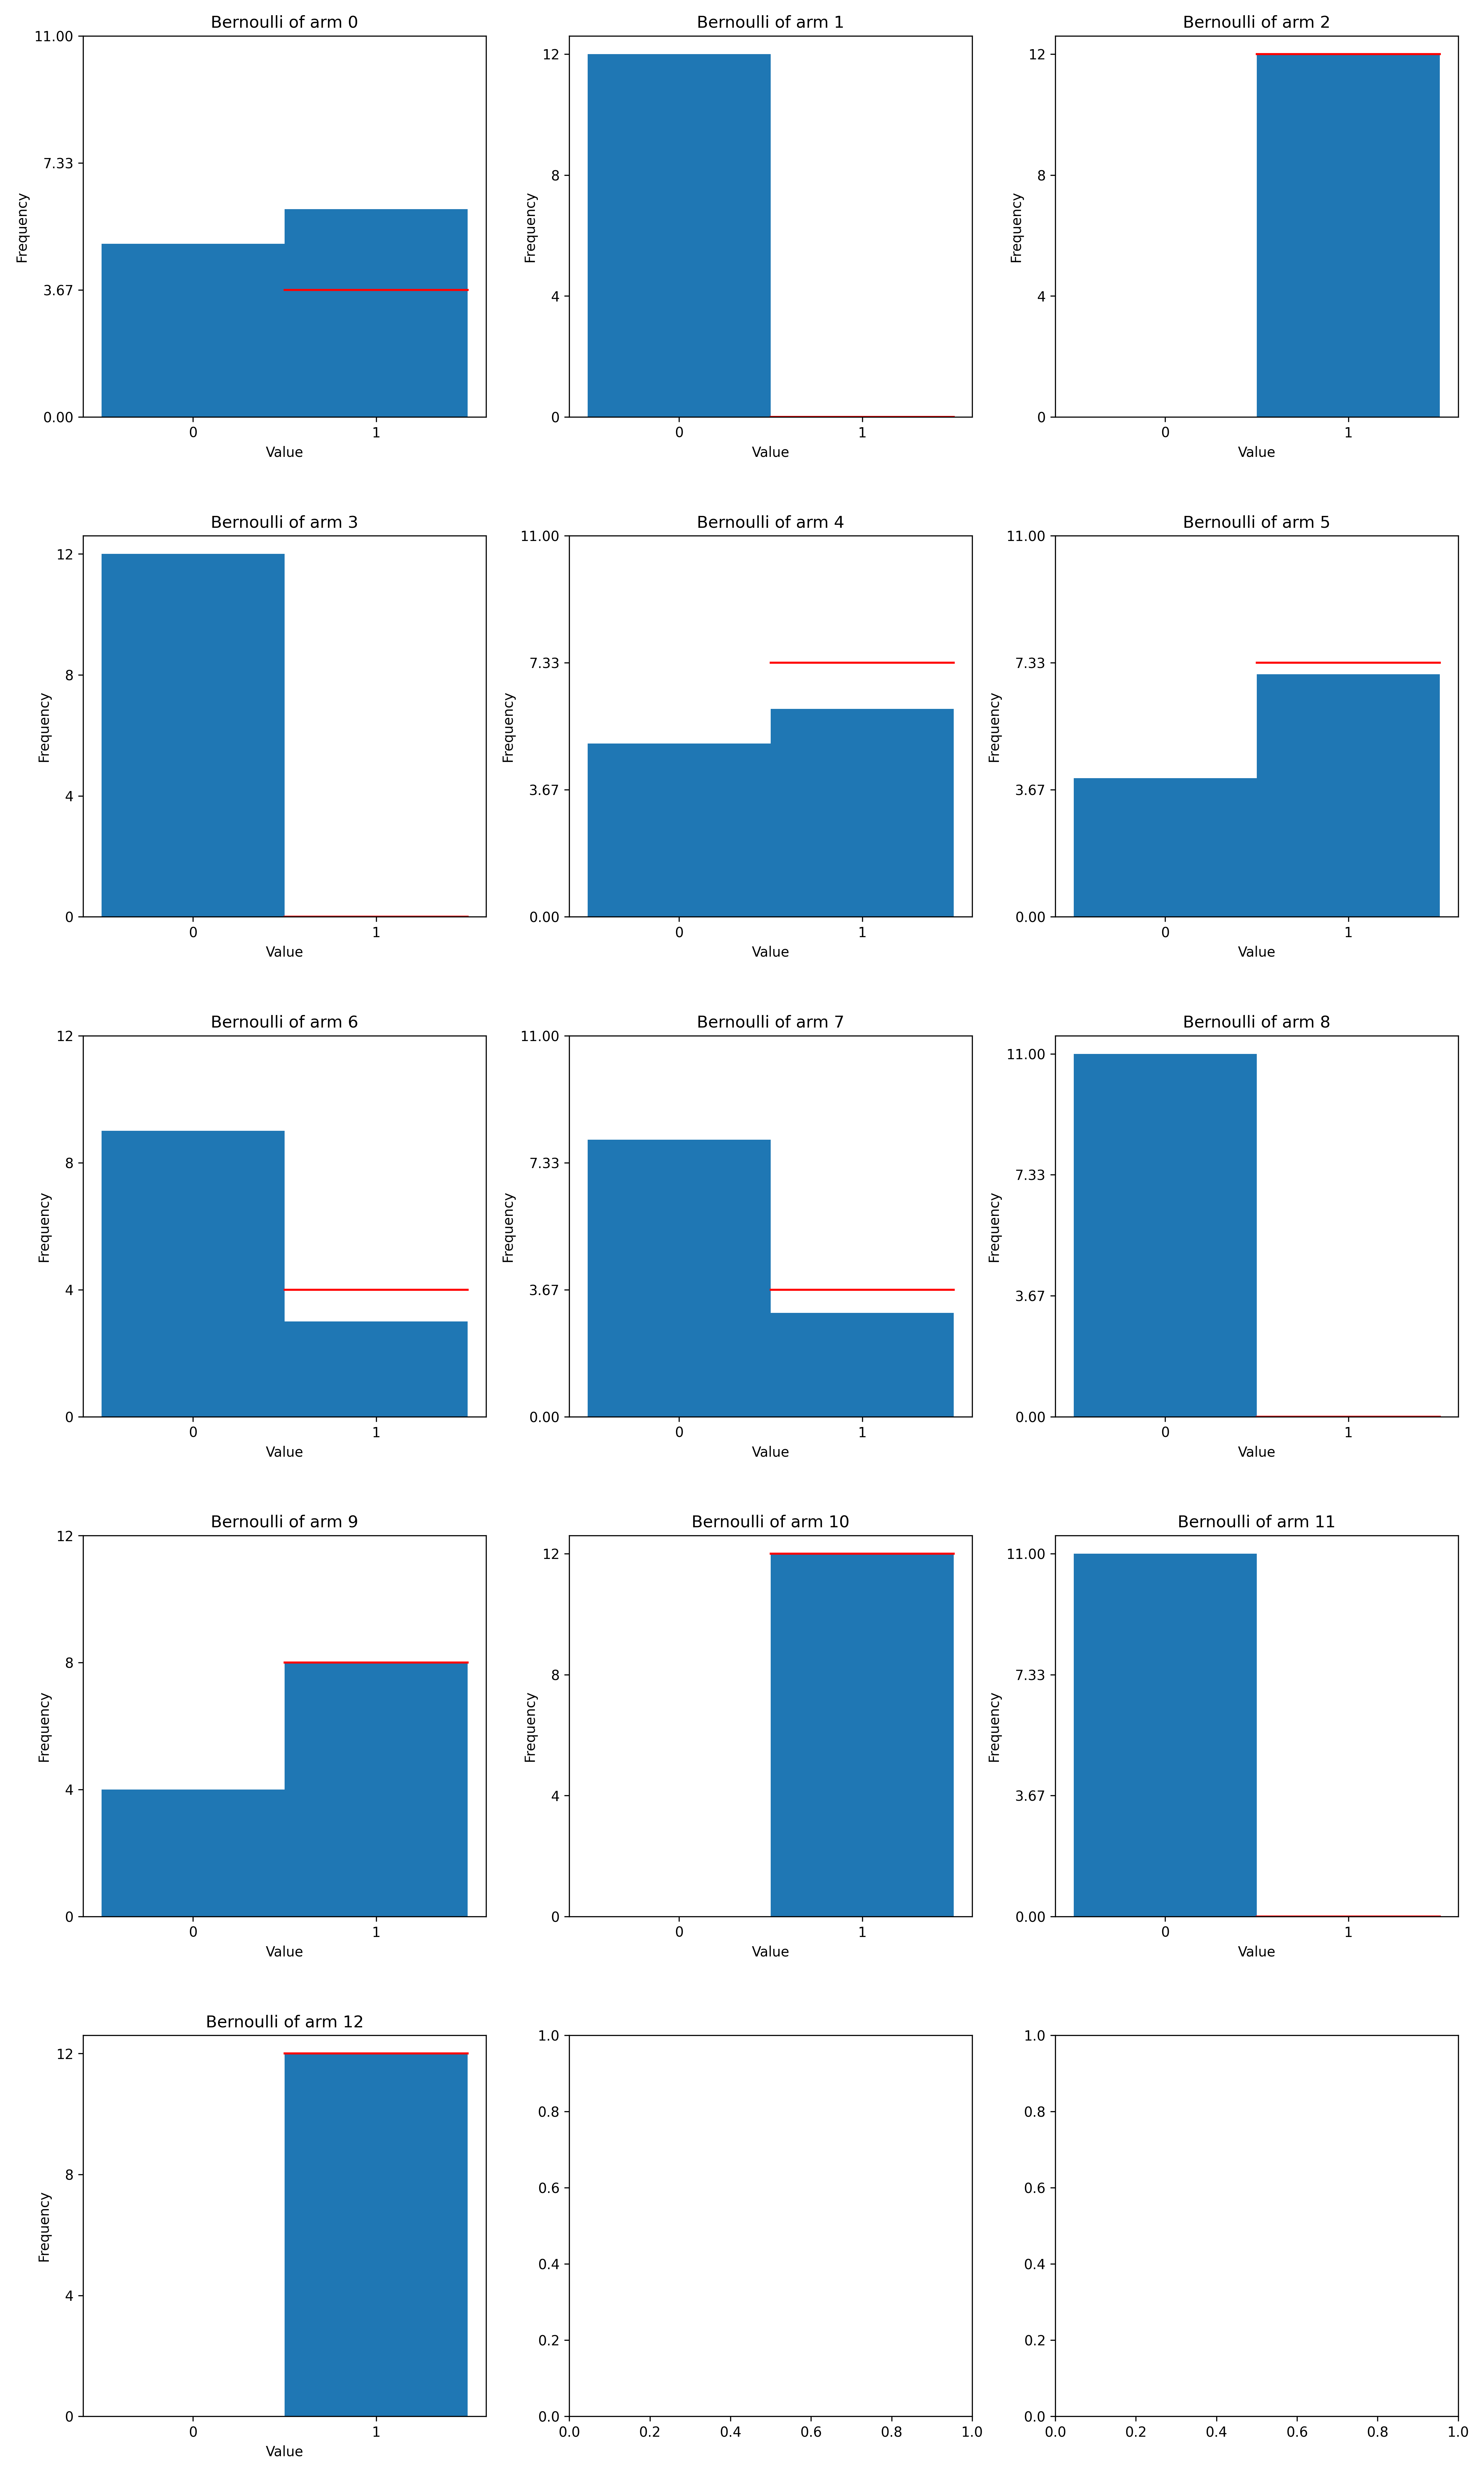 Bernoulli of arm 0
11.00
7.33
3.67
0.00
Frequency
0 1
Value
Bernoulli of arm 1
12
8
4
0
Frequency
0 1
Value
Bernoulli of arm 2
12
8
4
0
Frequency
0 1
Value
Bernoulli of arm 3
12
8
4
0
Frequency
0 1
Value
Bernoulli of arm 4
11.00
7.33
3.67
0.00
Frequency
0 1
Value
Bernoulli of arm 5
11.00
7.33
3.67
0.00
Frequency
0 1
Value
Bernoulli of arm 6
12
8
4
0
Frequency
0 1
Value
Bernoulli of arm 7
11.00
7.33
3.67
0.00
Frequency
0 1
Value
Bernoulli of arm 8
11.00
7.33
3.67
0.00
Frequency
0 1
Value
Bernoulli of arm 9
12
8
4
0
Frequency
0 1
Value
Bernoulli of arm 10
12
8
4
0
Frequency
0 1
Value
Bernoulli of arm 11
11.00
7.33
3.67
0.00
Frequency
0 1
Value
Bernoulli of arm 12
12
8
4
0
Frequency
0 1
Value
1.0
0.8
0.6
0.4
0.2
0.0
0.0 0.2 0.4 0.6 0.8 1.0
1.0
0.8
0.6
0.4
0.2
0.0
0.0 0.2 0.4 0.6 0.8 1.0